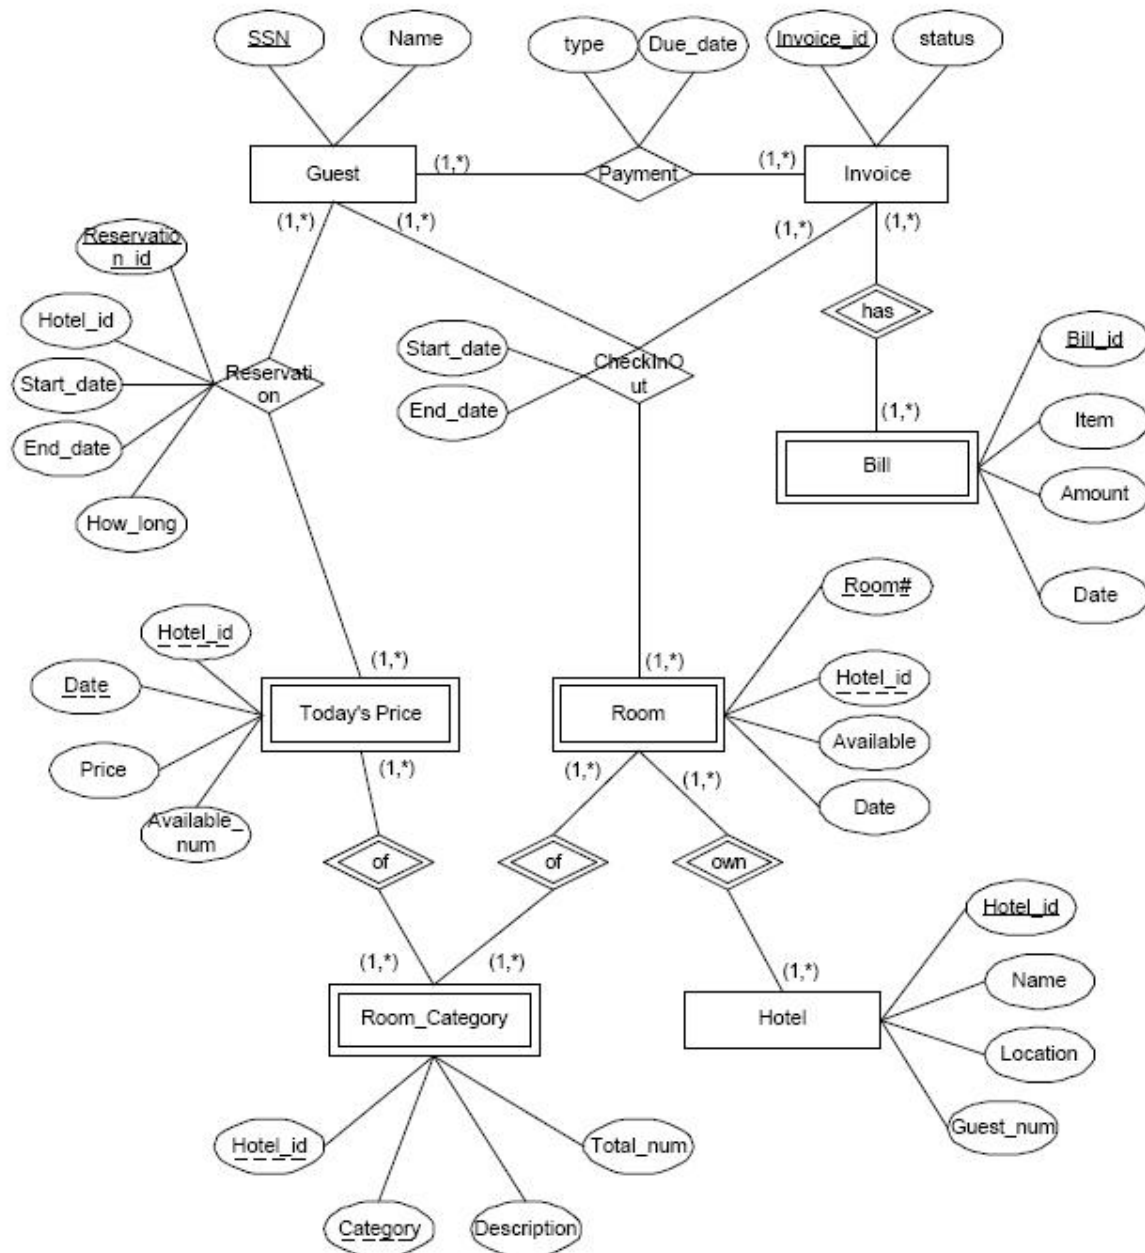 SSN
Name
type
Due_date
Invoice_id
status
Guest
(1,*)
Payment
(1,*)
Invoice
(1,*)
(1,*)
(1,*)
(1,*)
Reservatio
n_id
Hotel_id
Start_date
End_date
How_long
Reservati
on
Start_date
End_date
CheckInO
ut
has
(1,*)
Bill
Bill_id
Item
Amount
Date
Hotel_id
Date
Price
Available_
num
(1,*)
Today's Price
(1,*)
(1,*)
Room
(1,*)
(1,*)
Room#
Hotel_id
Available
Date
of
of
own
(1,*)
(1,*)
(1,*)
Room_Category
Hotel
Hotel_id
Name
Location
Guest_num
Hotel_id
Category
Description
Total_num